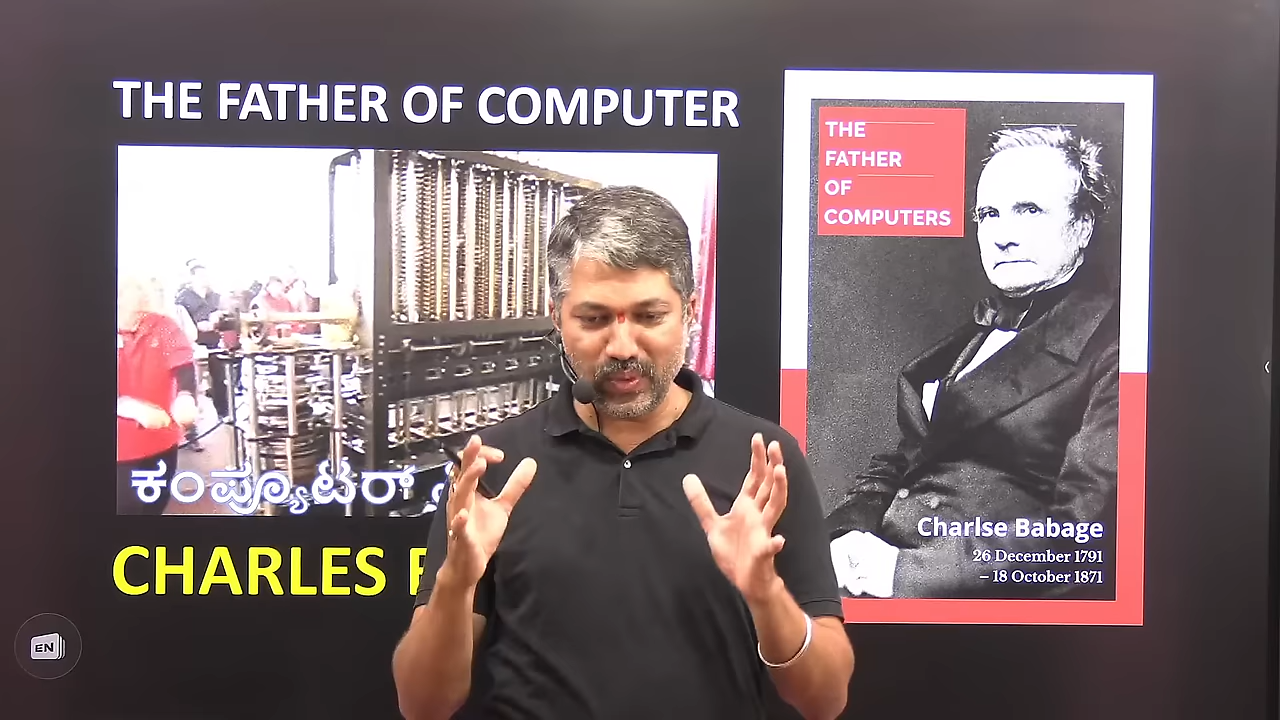 THE FATHER OF COMPUTER
ಕಂಪ್ಯೂಟರ್
CHARLES
THE
FATHER
OF
COMPUTERS
Charlse Babage
26 December 1791
– 18 October 1871
EN